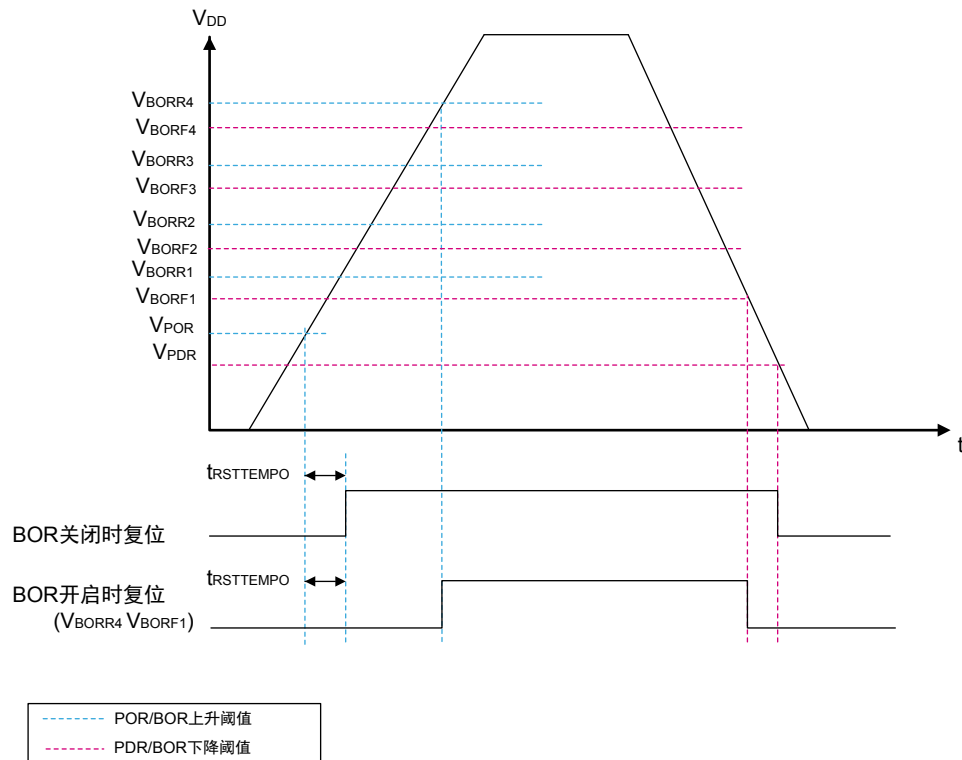 VDD
VBORR4
VBORF4
VBORR3
VBORF3
VBORR2
VBORF2
VBORR1
VBORF1
VPOR
VPDR
t
tRSTTEMPO
BOR关闭时复位
tRSTTEMPO
BOR开启时复位
(VBORR4 VBORF1)
POR/BOR上升阈值
PDR/BOR下降阈值